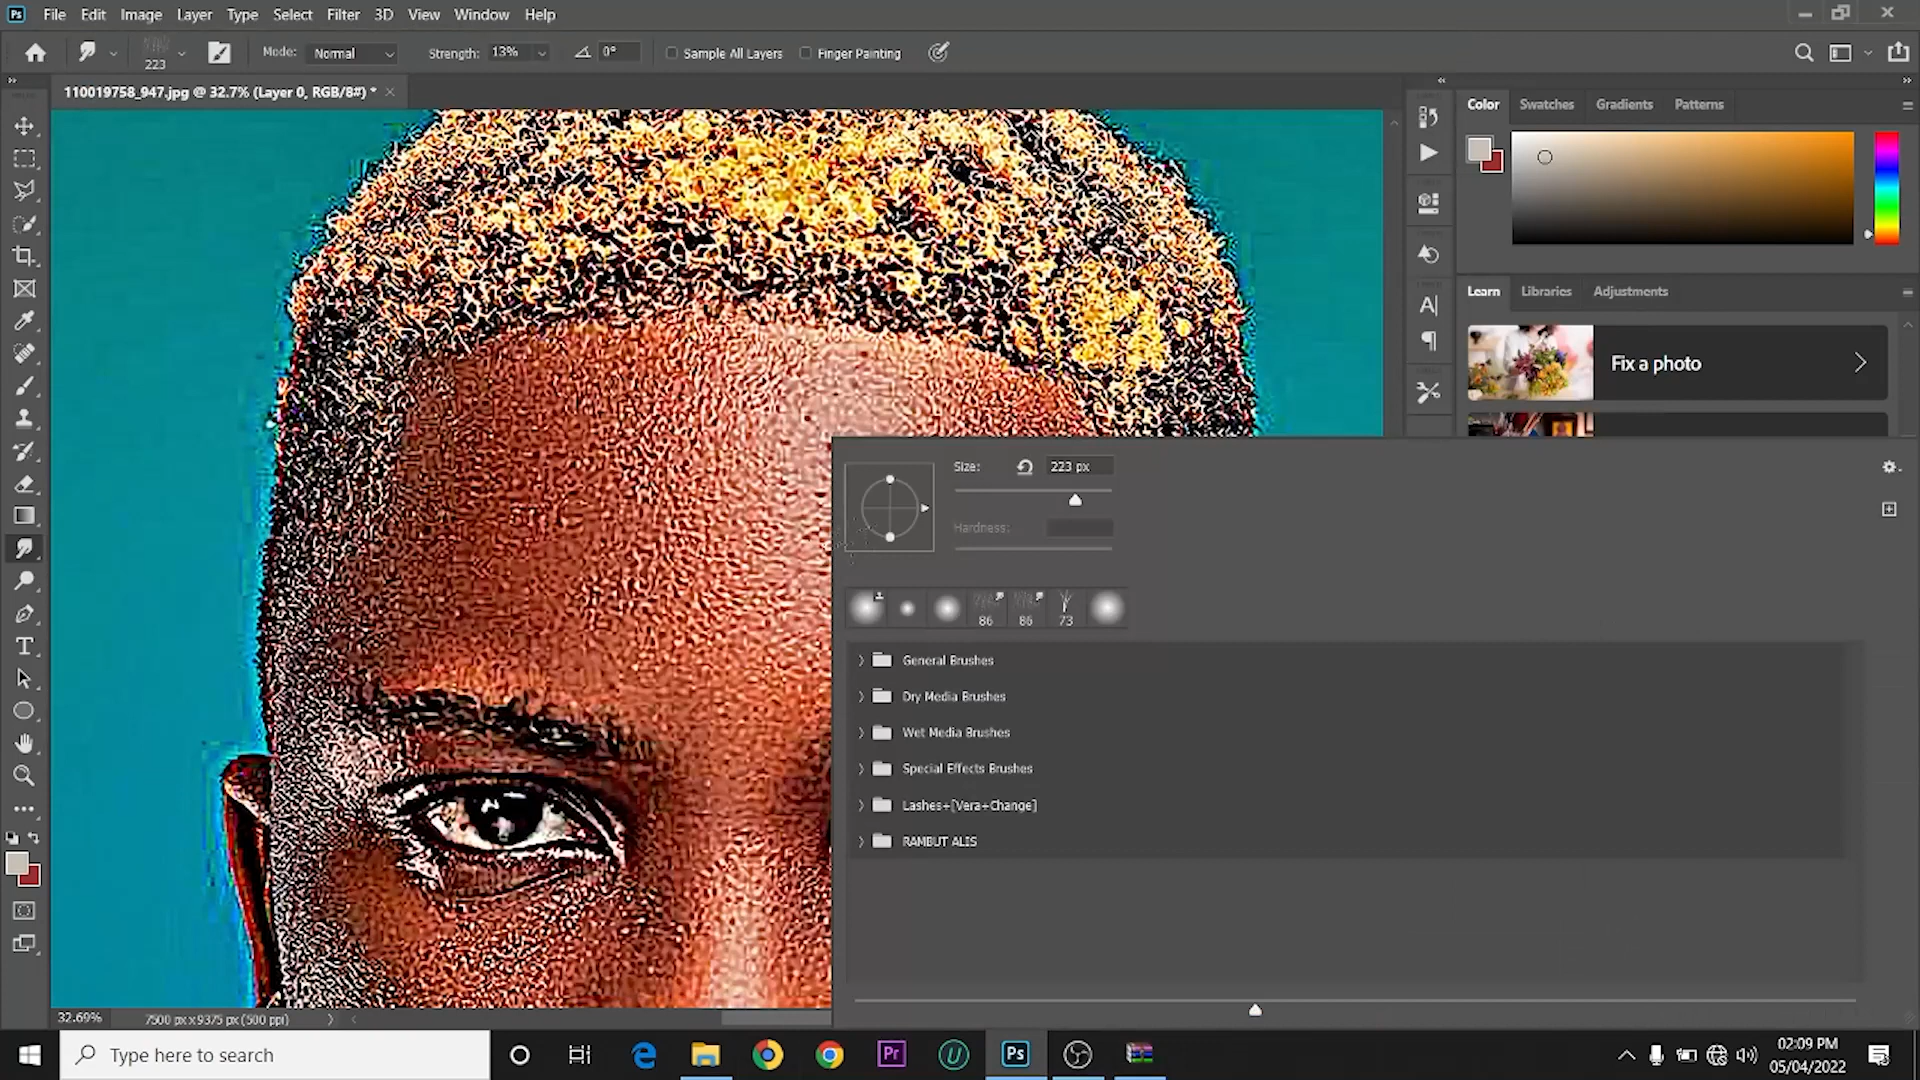 File Edit Image Layer Type Select Filter 3D View Window Help
223 Mode: Normal Strength: 13% 0° Sample All Layers Finger Painting
110019758_947.jpg @ 32.7% (Layer 0, RGB/8#) *
Color Swatches Gradients Patterns
Learn Libraries Adjustments
Fix a photo
Size: 223 px
Hardness:
86 86 73
General Brushes
Dry Media Brushes
Wet Media Brushes
Special Effects Brushes
Lashes+[Vera+Change]
RAMBUT ALIS
32.69% 7500 px x 9375 px (500 ppi)
Type here to search
02:09 PM
05/04/2022